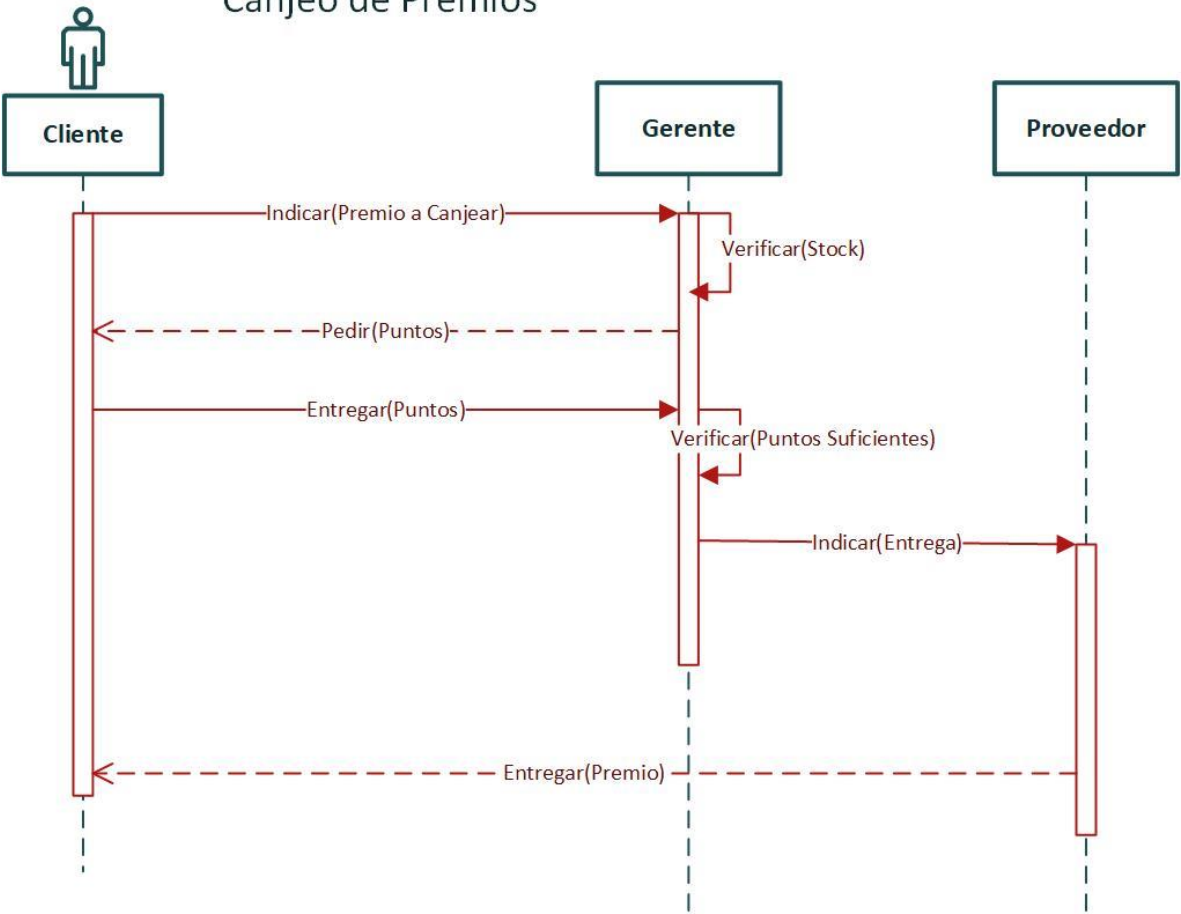 Canjeo de Premios
Cliente
Gerente
Proveedor
Indicar(Premio a Canjear)
Verificar(Stock)
Pedir(Puntos)
Entregar(Puntos)
Verificar(Puntos Suficientes)
Indicar(Entrega)
Entregar(Premio)